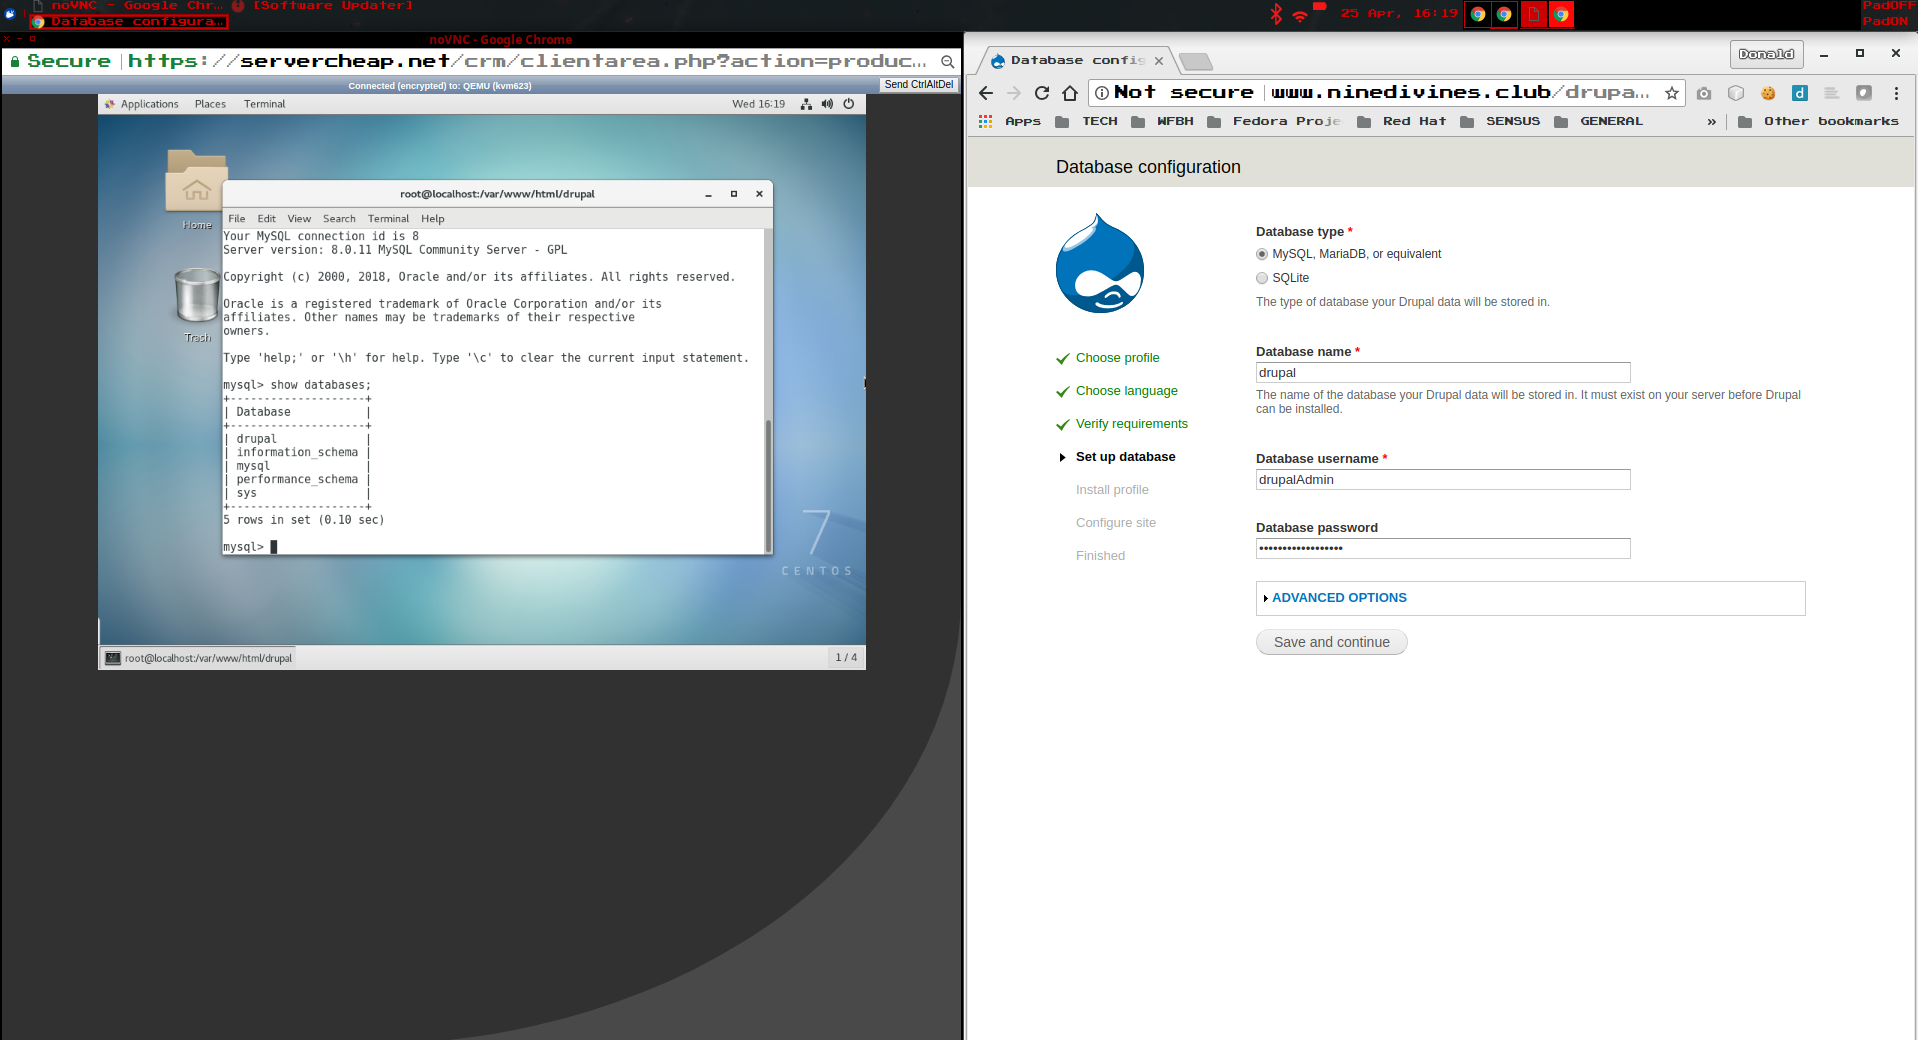 noVNC - Google Chr...
[Software Updater]
Database configura...
25 Apr, 16:19
PadOFF
PadON
noVNC - Google Chrome
Secure
https://servercheap.net/crm/clientarea.php?action=produc...
Connected (encrypted) to: QEMU (kvm623)
Send CtrlAltDel
Applications
Places
Terminal
Wed 16:19
Home
Trash
root@localhost:/var/www/html/drupal
File Edit View Search Terminal Help
Your MySQL connection id is 8
Server version: 8.0.11 MySQL Community Server - GPL
Copyright (c) 2000, 2018, Oracle and/or its affiliates. All rights reserved.
Oracle is a registered trademark of Oracle Corporation and/or its
affiliates. Other names may be trademarks of their respective
owners.
Type 'help;' or '\h' for help. Type '\c' to clear the current input statement.
mysql> show databases;
+--------------------+
| Database           |
+--------------------+
| drupal             |
| information_schema |
| mysql              |
| performance_schema |
| sys                |
+--------------------+
5 rows in set (0.10 sec)
mysql>
7
CENTOS
root@localhost:/var/www/html/drupal
1 / 4
Database config
Donald
Not secure
www.ninedivines.club/drupa...
Apps
TECH
WFBH
Fedora Proje
Red Hat
SENSUS
GENERAL
»
Other bookmarks
Database configuration
Choose profile
Choose language
Verify requirements
Set up database
Install profile
Configure site
Finished
Database type *
MySQL, MariaDB, or equivalent
SQLite
The type of database your Drupal data will be stored in.
Database name *
drupal
The name of the database your Drupal data will be stored in. It must exist on your server before Drupal
can be installed.
Database username *
drupalAdmin
Database password
••••••••••••••••••
ADVANCED OPTIONS
Save and continue